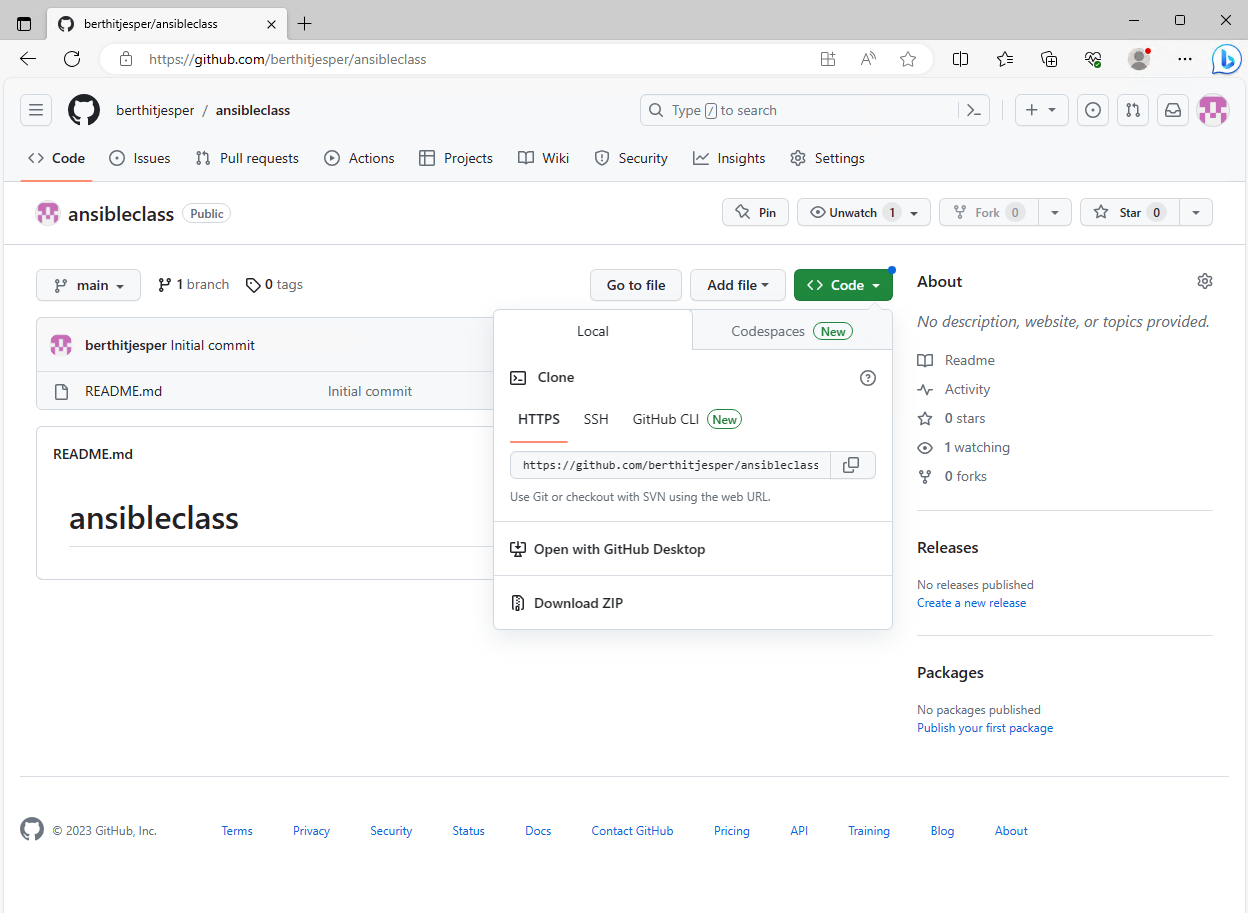 berthitjesper/ansibleclass
https://github.com/berthitjesper/ansibleclass
berthitjesper / ansibleclass
Type / to search
Code Issues Pull requests Actions Projects Wiki Security Insights Settings
ansibleclass Public
Pin Unwatch 1 Fork 0 Star 0
main 1 branch 0 tags Go to file Add file Code
Local Codespaces New
berthitjesper Initial commit
README.md Initial commit
README.md
ansibleclass
Clone
HTTPS SSH GitHub CLI New
https://github.com/berthitjesper/ansibleclass
Use Git or checkout with SVN using the web URL.
Open with GitHub Desktop
Download ZIP
About
No description, website, or topics provided.
Readme
Activity
0 stars
1 watching
0 forks
Releases
No releases published
Create a new release
Packages
No packages published
Publish your first package
© 2023 GitHub, Inc. Terms Privacy Security Status Docs Contact GitHub Pricing API Training Blog About